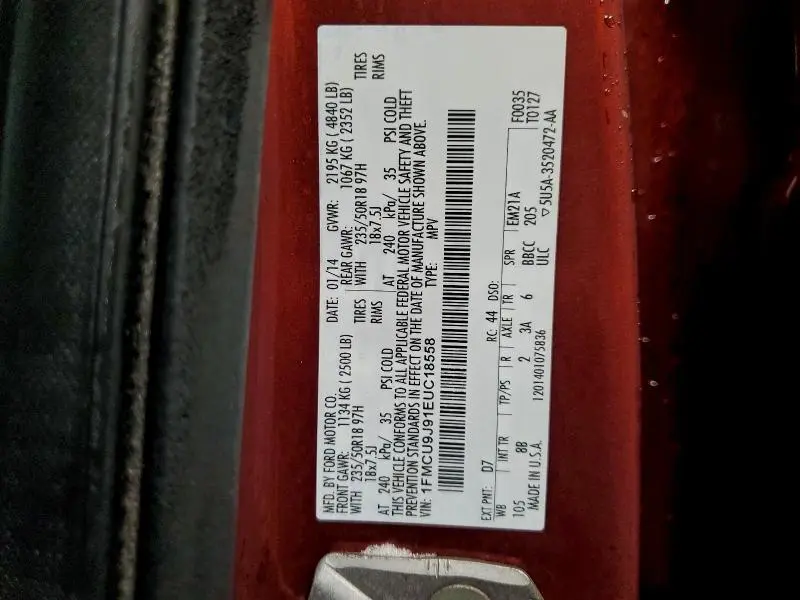 MFD. BY FORD MOTOR CO.
DATE: 01/14 GVWR: 2195 KG ( 4840 LB)
FRONT GAWR: 1134 KG ( 2500 LB) REAR GAWR: 1067 KG ( 2352 LB)
WITH 235/50R18 97H TIRES WITH 235/50R18 97H TIRES
18x7.5J RIMS 18x7.5J RIMS
AT 240 kPa/ 35 PSI COLD AT 240 kPa/ 35 PSI COLD
THIS VEHICLE CONFORMS TO ALL APPLICABLE FEDERAL MOTOR VEHICLE SAFETY AND THEFT
PREVENTION STANDARDS IN EFFECT ON THE DATE OF MANUFACTURE SHOWN ABOVE.
VIN: 1FMCU9J91EUC18558 TYPE: MPV
EXT PNT: D7 RC: 44 DSO: F0035
WB INT TR TP/PS R AXLE TR SPR EM21A T0127
105 8B 2 3A 6 BBCC 205
MADE IN U.S.A. 1201401075836 ULC ▽5U5A-3520472-AA